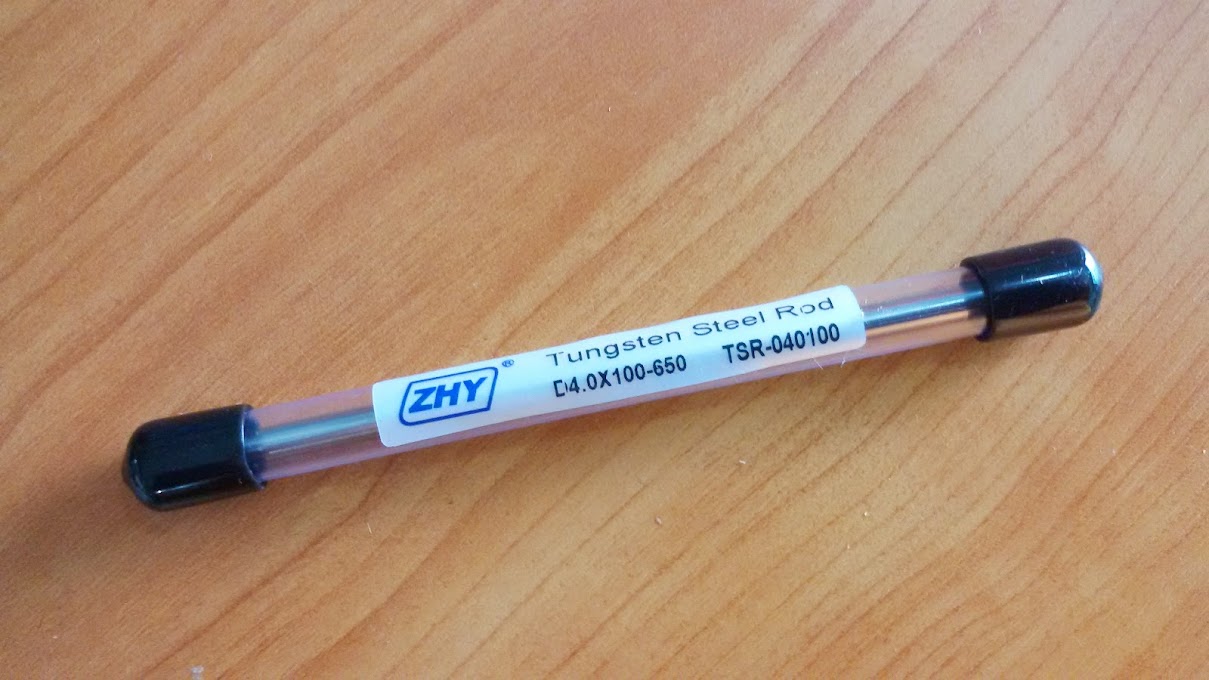 ZHY®
Tungsten Steel Rod
D4.0X100-650 TSR-040100